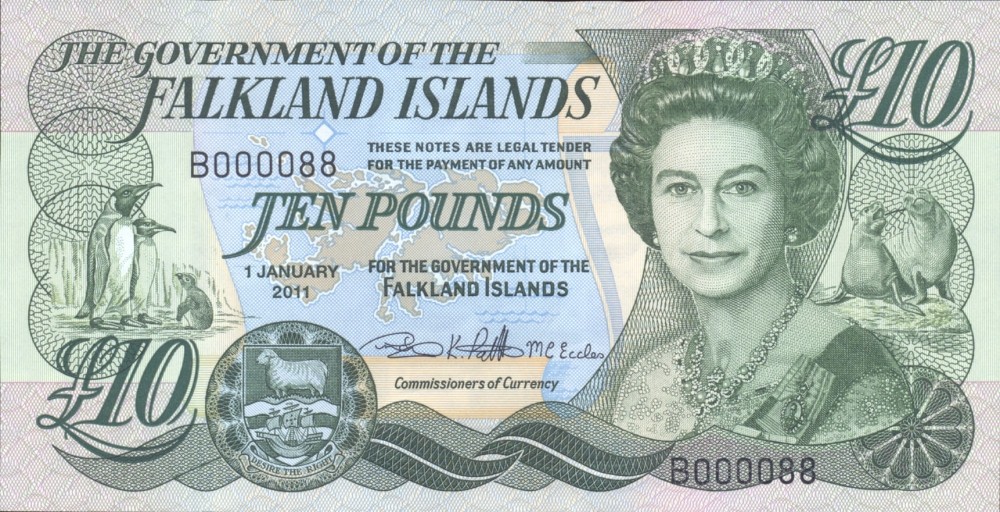 THE GOVERNMENT OF THE
FALKLAND ISLANDS
£10
THESE NOTES ARE LEGAL TENDER
FOR THE PAYMENT OF ANY AMOUNT
B000088
TEN POUNDS
1 JANUARY
2011
FOR THE GOVERNMENT OF THE
FALKLAND ISLANDS
MC Eccles
Commissioners of Currency
£10
DESIRE THE RIGHT
B000088